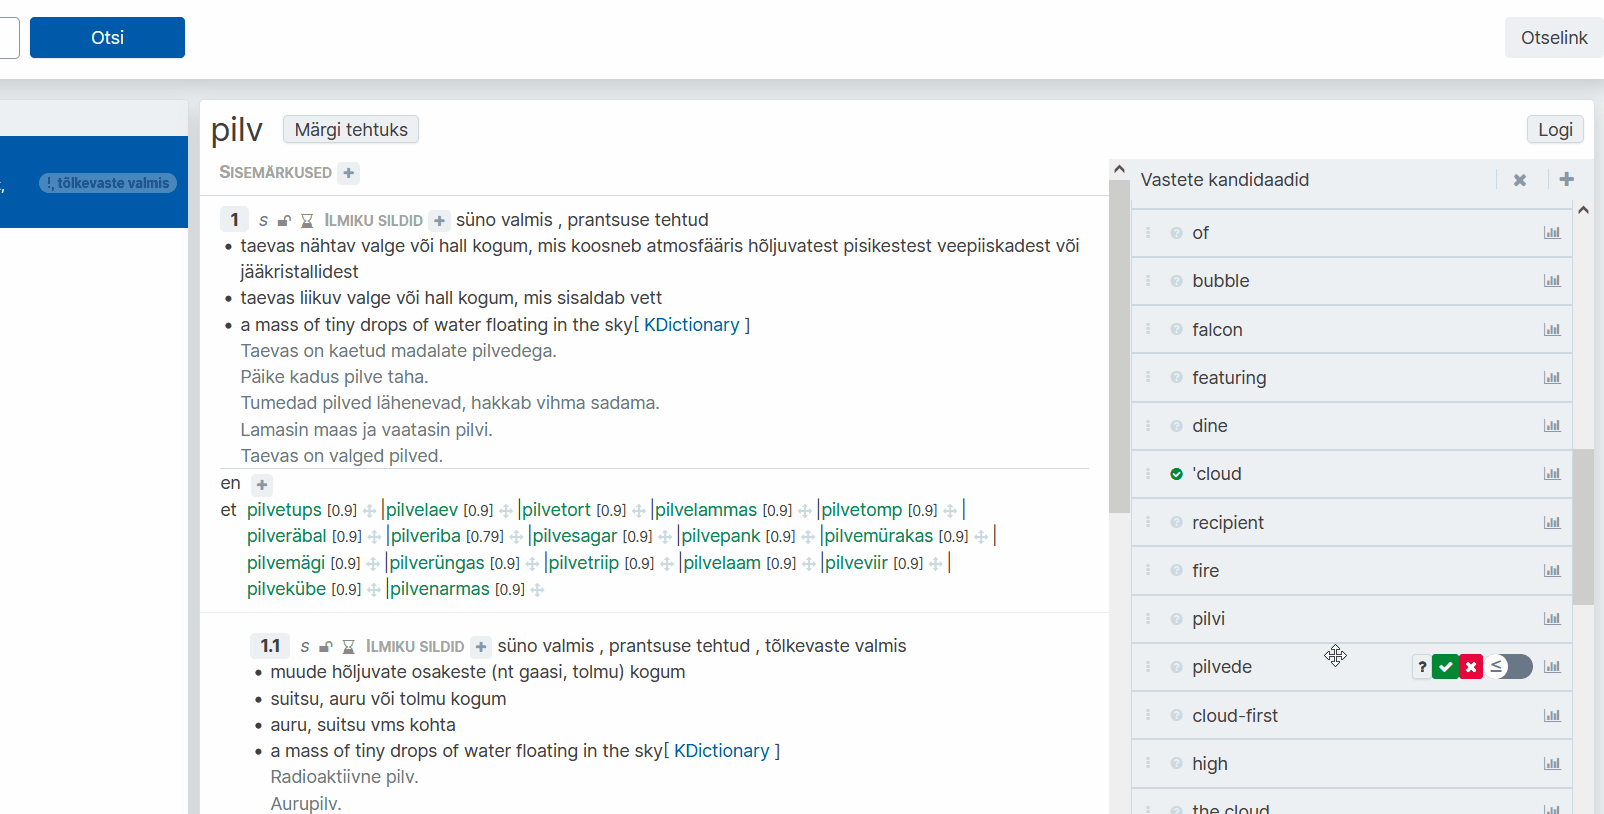 Otsi
Otselink
!, tõlkevaste valmis
pilv Märgi tehtuks
Logi
SISEMÄRKUSED +
1 s ILMIKU SILDID + süno valmis , prantsuse tehtud
• taevas nähtav valge või hall kogum, mis koosneb atmosfääris hõljuvatest pisikestest veepiiskadest või
jääkristallidest
• taevas liikuv valge või hall kogum, mis sisaldab vett
• a mass of tiny drops of water floating in the sky[ KDictionary ]
Taevas on kaetud madalate pilvedega.
Päike kadus pilve taha.
Tumedad pilved lähenevad, hakkab vihma sadama.
Lamasin maas ja vaatasin pilvi.
Taevas on valged pilved.
en +
et pilvetups [0.9] |pilvelaev [0.9] |pilvetort [0.9] |pilvelammas [0.9] |pilvetomp [0.9] |
pilveräbal [0.9] |pilveriba [0.79] |pilvesagar [0.9] |pilvepank [0.9] |pilvemürakas [0.9] |
pilvemägi [0.9] |pilverüngas [0.9] |pilvetriip [0.9] |pilvelaam [0.9] |pilveviir [0.9] |
pilvekübe [0.9] |pilvenarmas [0.9]
1.1 s ILMIKU SILDID + süno valmis , prantsuse tehtud , tõlkevaste valmis
• muude hõljuvate osakeste (nt gaasi, tolmu) kogum
• suitsu, auru või tolmu kogum
• auru, suitsu vms kohta
• a mass of tiny drops of water floating in the sky[ KDictionary ]
Radioaktiivne pilv.
Aurupilv.
Vastete kandidaadid
of
bubble
falcon
featuring
dine
'cloud
recipient
fire
pilvi
pilvede ? ≤
cloud-first
high
the cloud